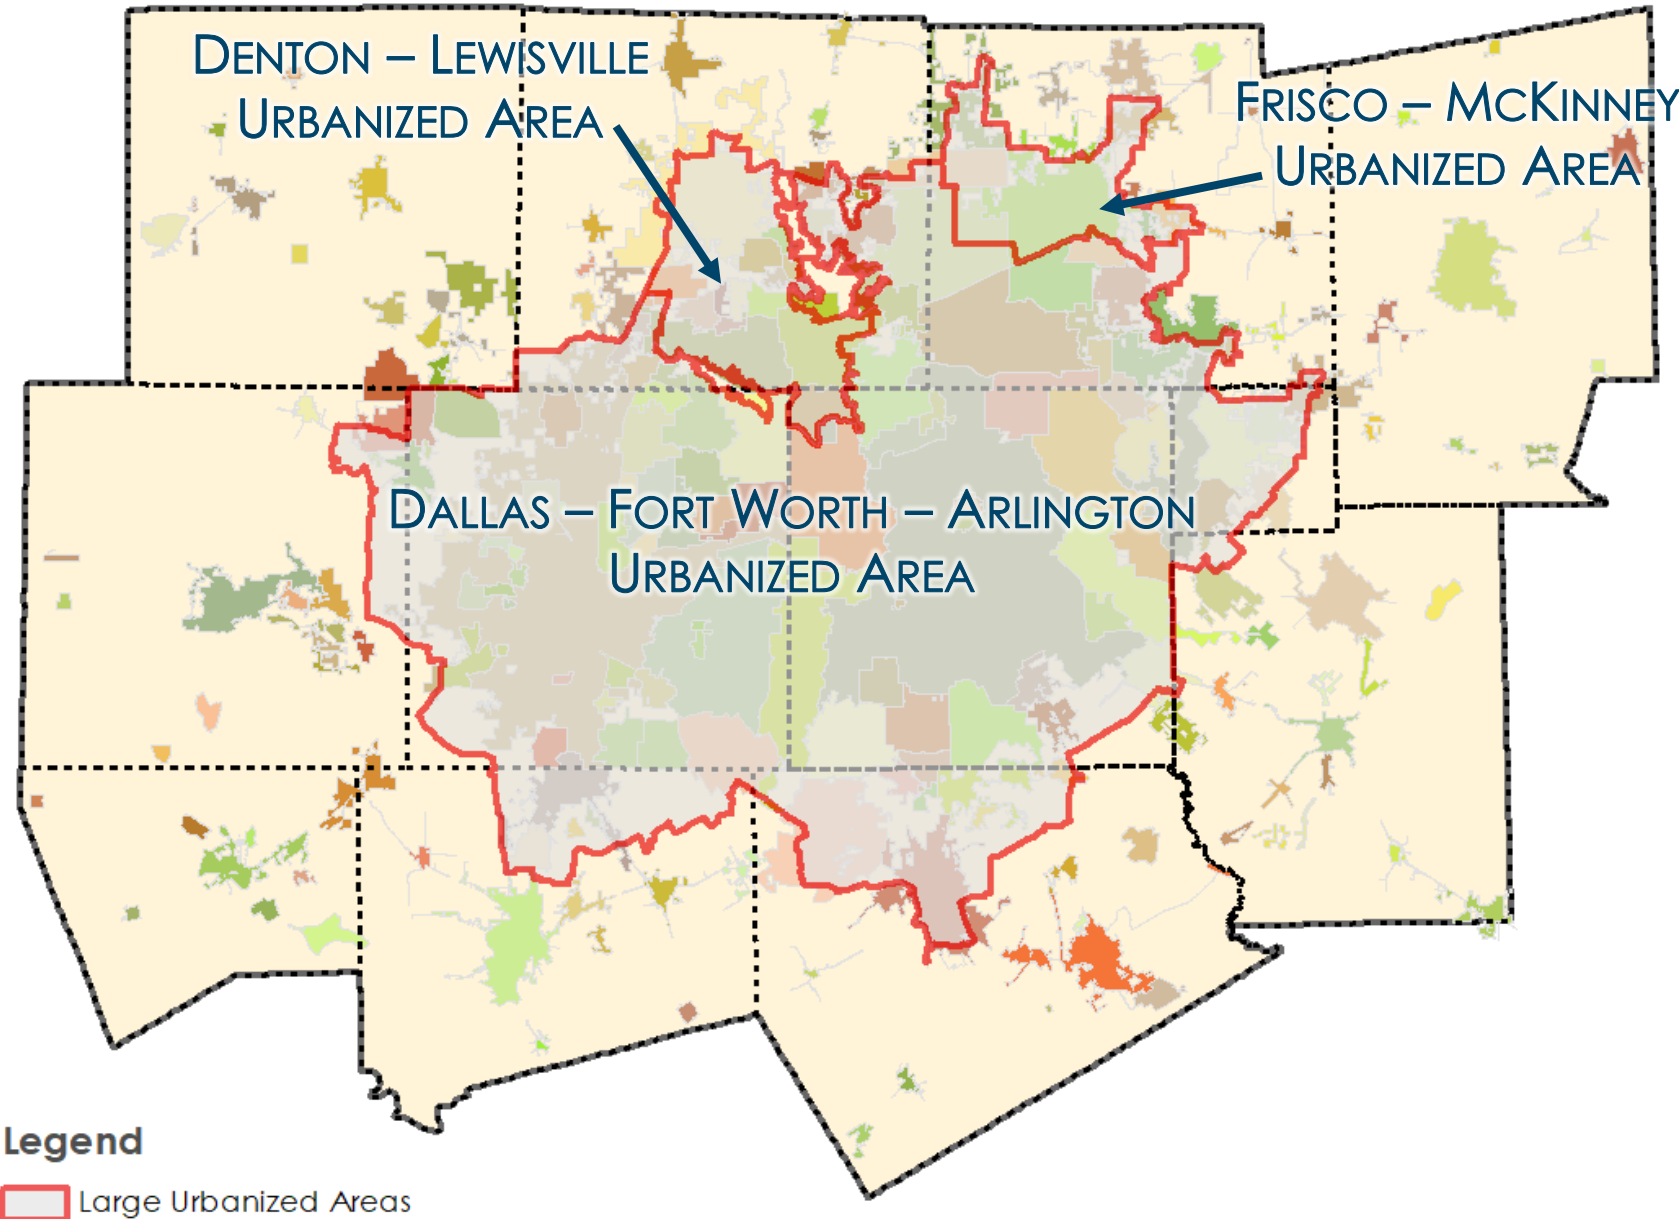 DENTON – LEWISVILLE
URBANIZED AREA
FRISCO – MCKINNEY
URBANIZED AREA
DALLAS – FORT WORTH – ARLINGTON
URBANIZED AREA
Legend
Large Urbanized Areas